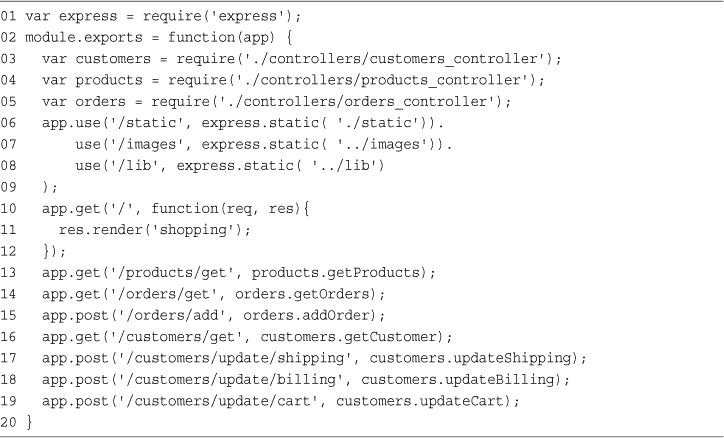 01 var express = require('express');
02 module.exports = function(app) {
03   var customers = require('./controllers/customers_controller');
04   var products = require('./controllers/products_controller');
05   var orders = require('./controllers/orders_controller');
06   app.use('/static', express.static( './static')).
07       use('/images', express.static( '../images')).
08       use('/lib', express.static( '../lib')
09   );
10   app.get('/', function(req, res){
11     res.render('shopping');
12   });
13   app.get('/products/get', products.getProducts);
14   app.get('/orders/get', orders.getOrders);
15   app.post('/orders/add', orders.addOrder);
16   app.get('/customers/get', customers.getCustomer);
17   app.post('/customers/update/shipping', customers.updateShipping);
18   app.post('/customers/update/billing', customers.updateBilling);
19   app.post('/customers/update/cart', customers.updateCart);
20 }